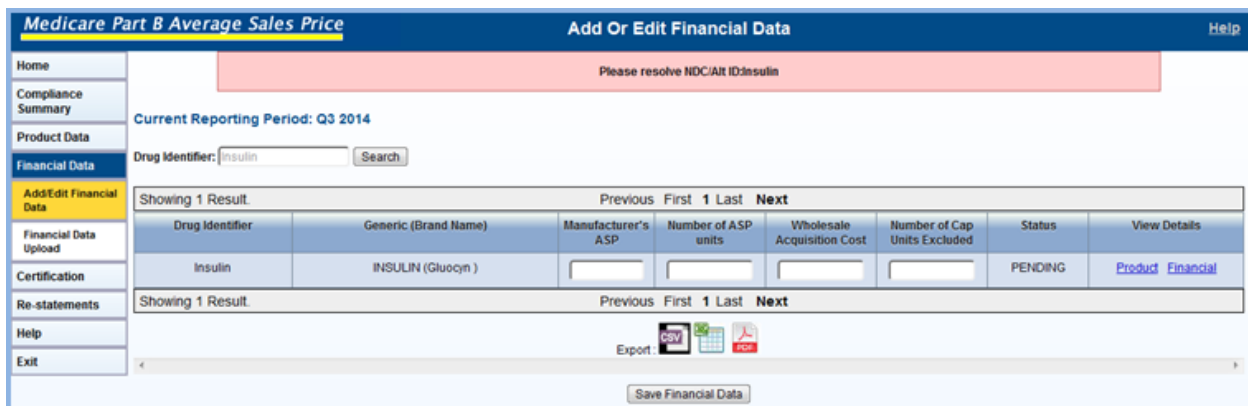 Medicare Part B Average Sales Price
Add Or Edit Financial Data
Help
Home
Compliance
Summary
Product Data
Financial Data
Add/Edit Financial
Data
Financial Data
Upload
Certification
Re-statements
Help
Exit
Please resolve NDC/Alt ID:Insulin
Current Reporting Period: Q3 2014
Drug Identifier: Insulin Search
Showing 1 Result. Previous First 1 Last Next
Drug Identifier Generic (Brand Name) Manufacturer's ASP Number of ASP units Wholesale Acquisition Cost Number of Cap Units Excluded Status View Details
Insulin INSULIN (Gluocyn ) PENDING Product Financial
Showing 1 Result. Previous First 1 Last Next
Export : CSV PDF
Save Financial Data